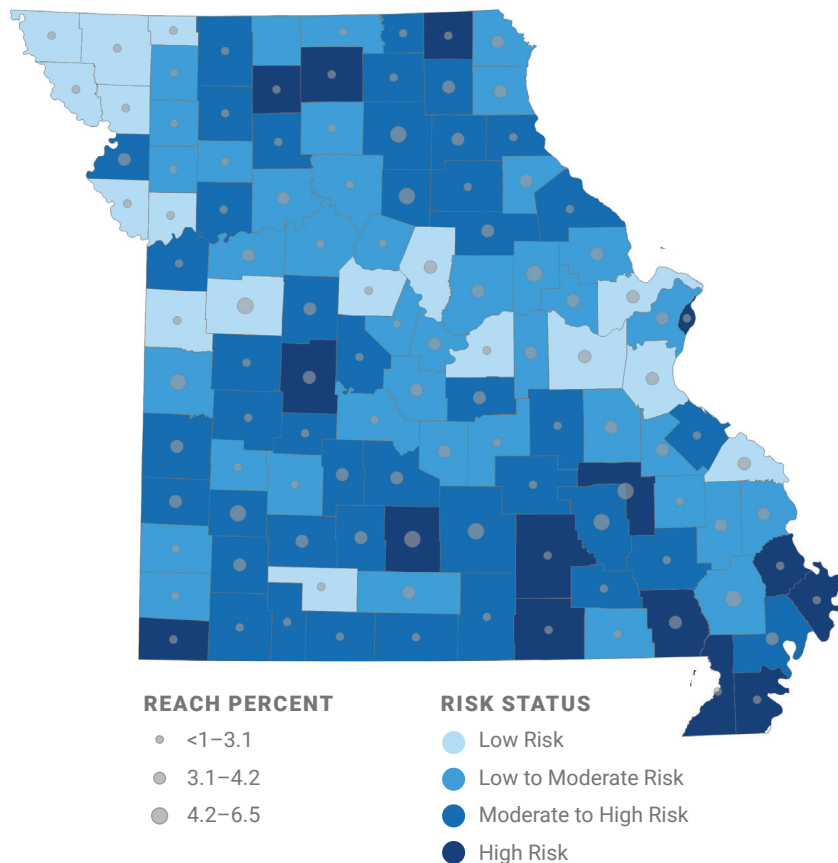 REACH PERCENT
<1–3.1
3.1–4.2
4.2–6.5
RISK STATUS
Low Risk
Low to Moderate Risk
Moderate to High Risk
High Risk